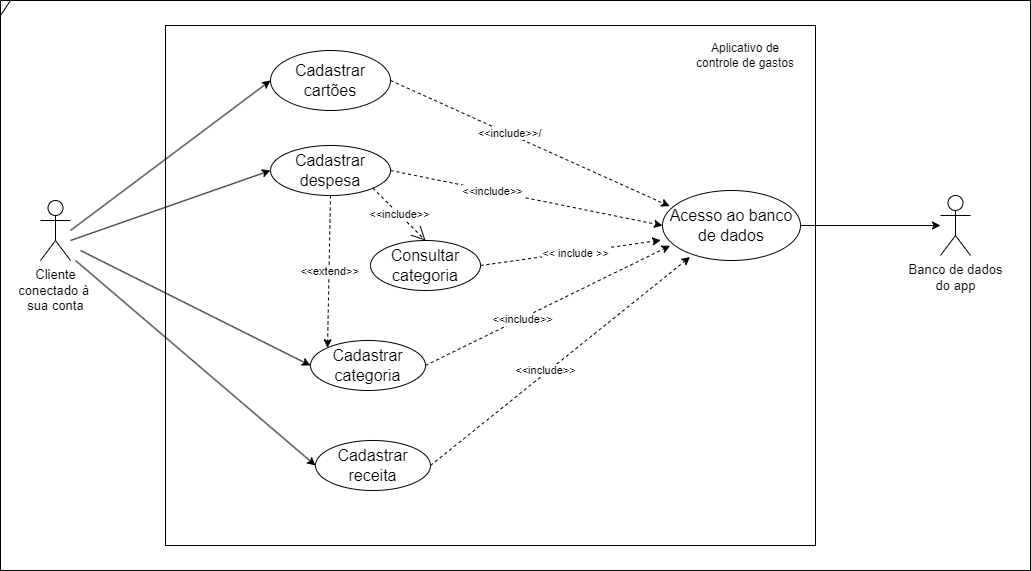 Aplicativo de
controle de gastos
Cadastrar
cartões
<<include>>/
Cadastrar
despesa
<<include>>
<<include>>
Acesso ao banco
de dados
Consultar
categoria
<< include >>
<<extend>>
Cliente
conectado à
sua conta
Banco de dados
do app
<<include>>
Cadastrar
categoria
<<include>>
Cadastrar
receita